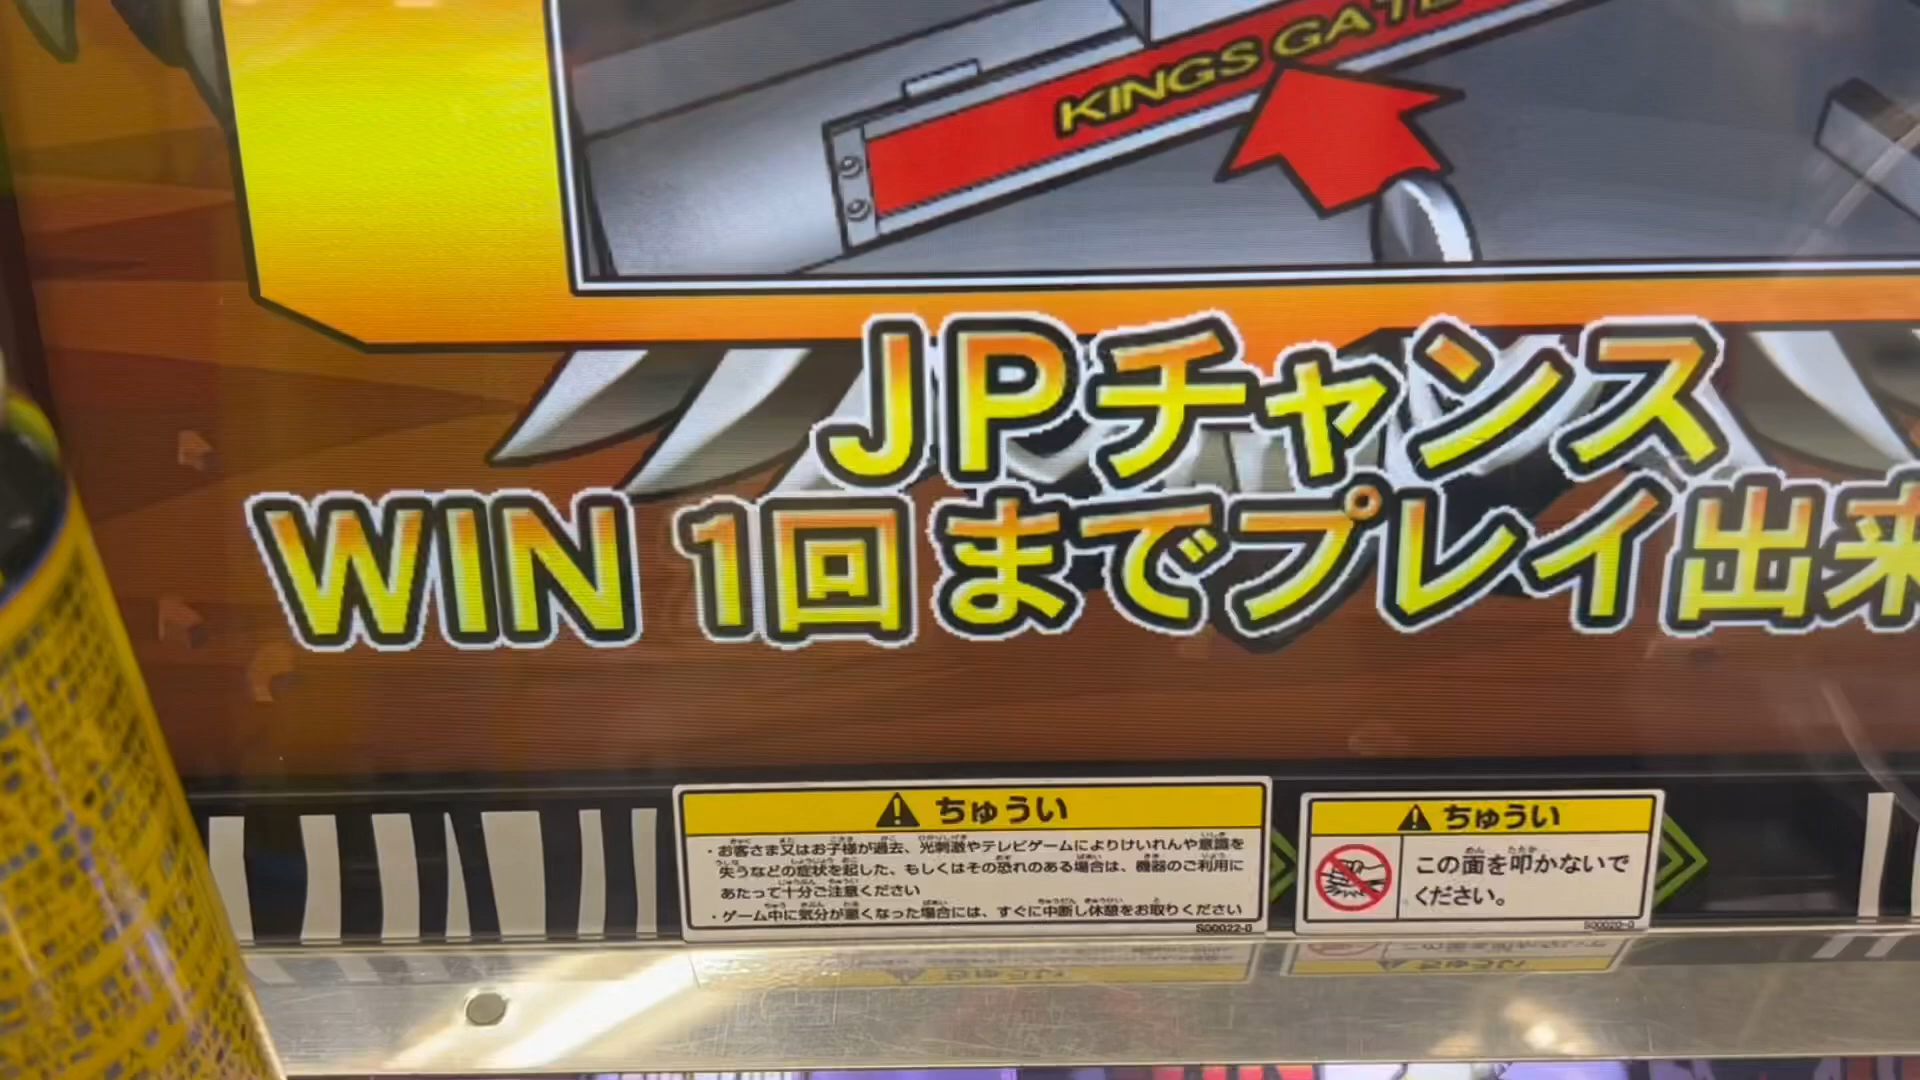 KINGS GATE
JPチャンス
WIN 1回までプレイ出来
ちゅうい
・お客さま又はお子様が過去、光刺激やテレビゲームによりけいれんや意識を
失うなどの症状を起した、もしくはその恐れのある場合は、機器のご利用に
あたって十分ご注意ください
・ゲーム中に気分が悪くなった場合には、すぐに中断し休憩をお取りください
S00022-0
ちゅうい
この面を叩かないで
ください。
S00020-0